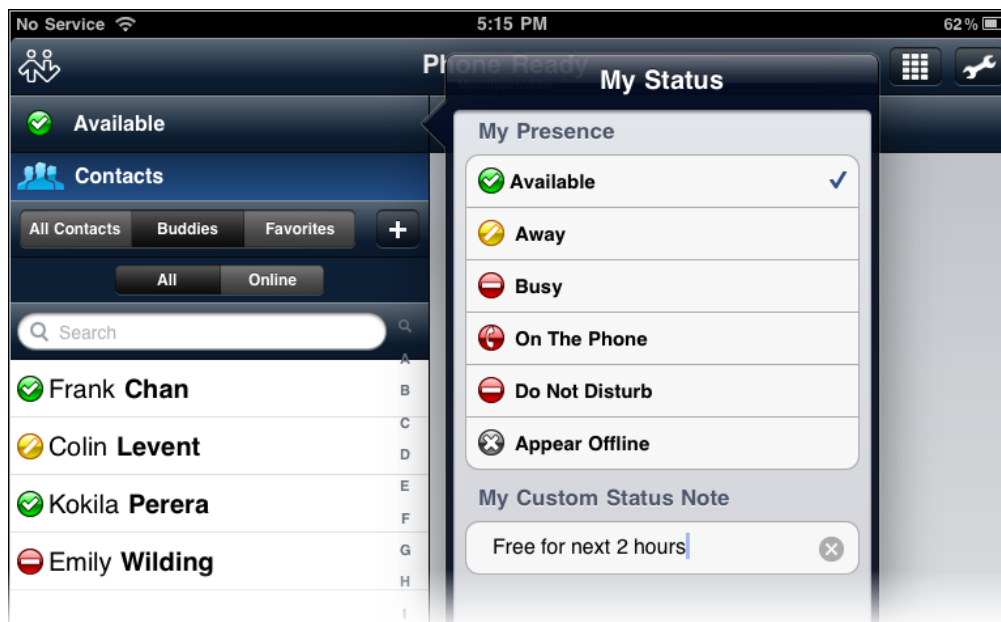 No Service
5:15 PM
62%
Phone Ready
My Status
Available
Contacts
All Contacts
Buddies
Favorites
+
All
Online
Search
A
B
C
D
E
F
G
H
I
Frank Chan
Colin Levent
Kokila Perera
Emily Wilding
My Presence
Available
Away
Busy
On The Phone
Do Not Disturb
Appear Offline
My Custom Status Note
Free for next 2 hours